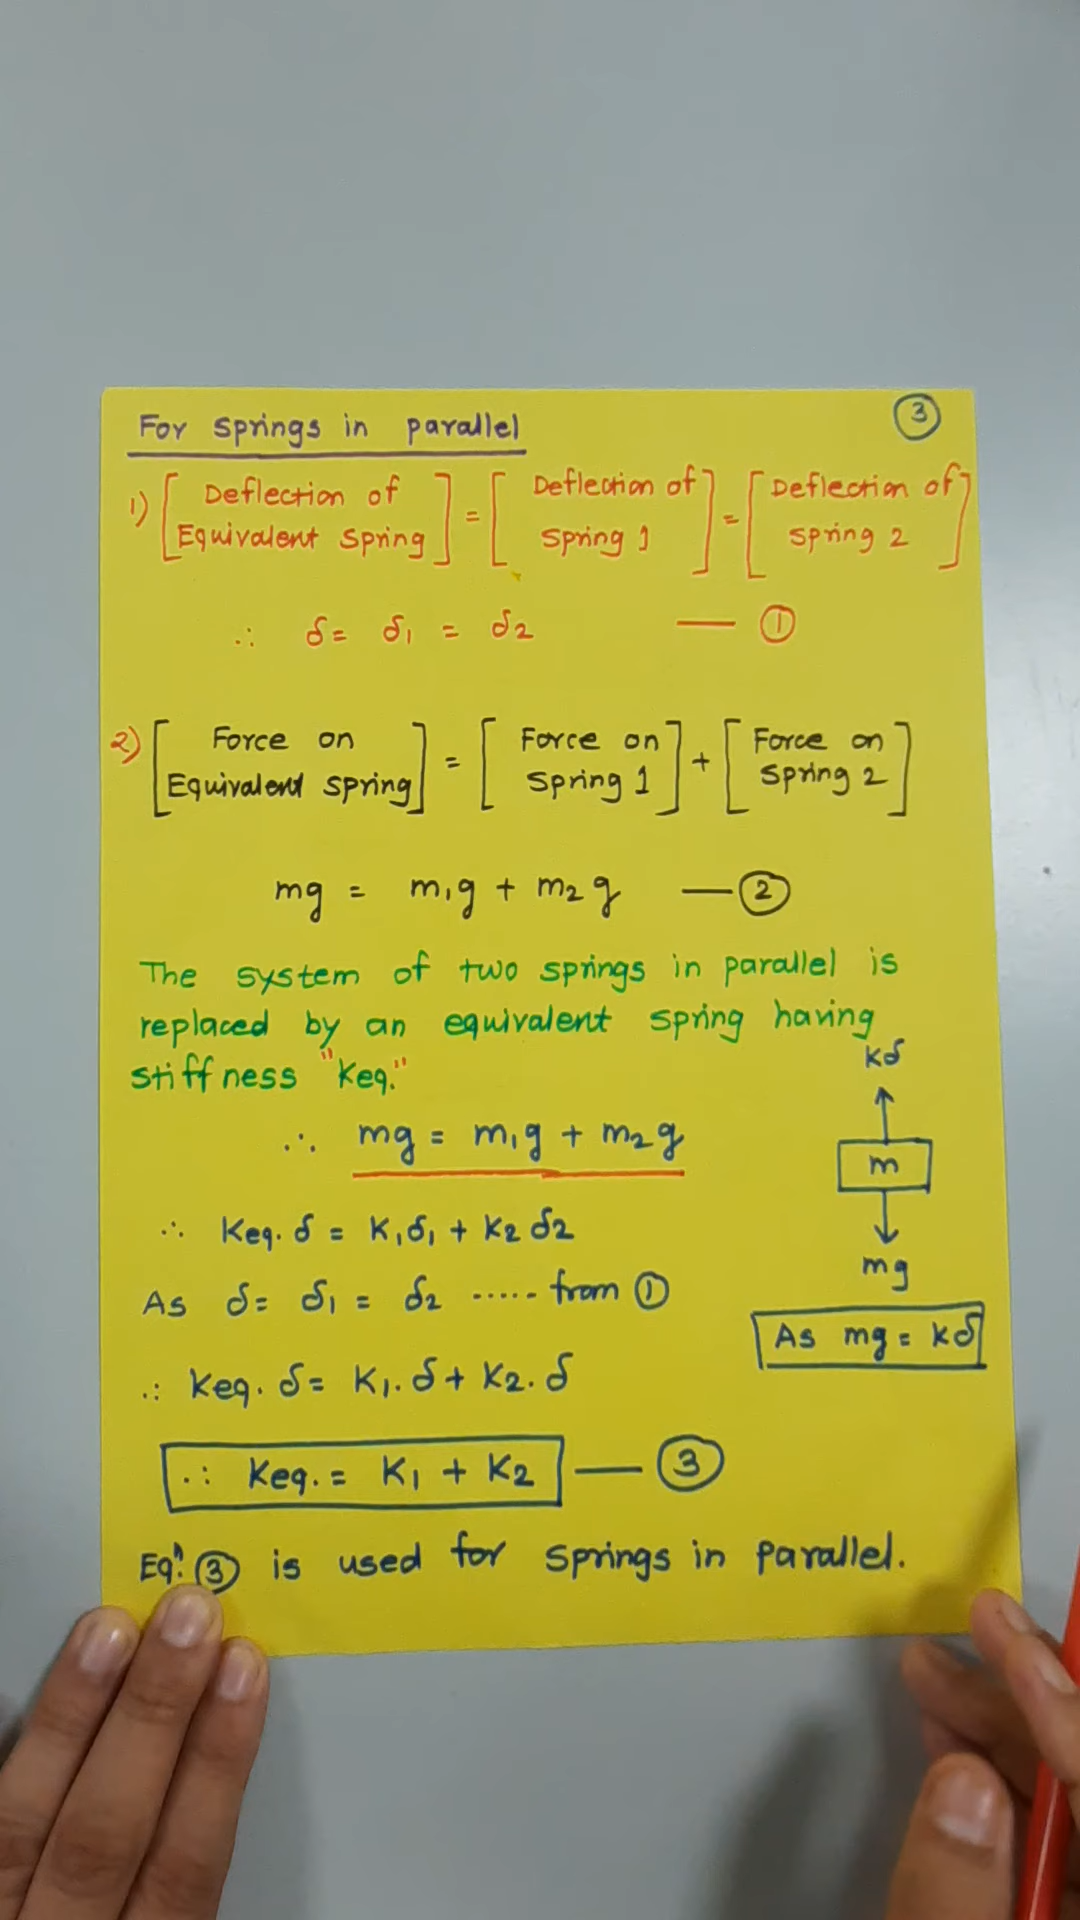 For springs in parallel
3
1) [Deflection of Equivalent Spring] = [Deflection of Spring 1] = [Deflection of Spring 2]
∴ δ = δ₁ = δ₂ — ①
2) [Force on Equivalent spring] = [Force on Spring 1] + [Force on Spring 2]
mg = m₁g + m₂g — ②
The system of two springs in parallel is
replaced by an equivalent spring having
stiffness "Keq."
∴ mg = m₁g + m₂g
∴ Keq. δ = K₁δ₁ + K₂ δ₂
As δ = δ₁ = δ₂ ..... from ①
∴ Keq. δ = K₁. δ + K₂. δ
∴ Keq. = K₁ + K₂ — ③
Eqⁿ. ③ is used for springs in parallel.
Kδ
m
mg
As mg = Kδ